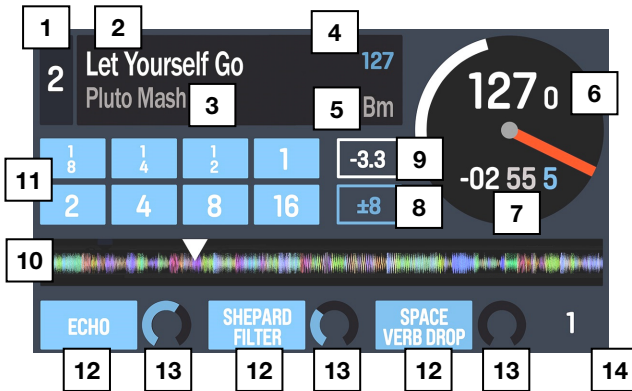 1
2
4
2
Let Yourself Go
127
Pluto Mash
3
5
Bm
127 0
6
-02 55 5
7
11
1/8 1/4 1/2 1
-3.3
9
2 4 8 16
±8
8
10
ECHO
SHEPARD
FILTER
SPACE
VERB DROP
1
12 13 12 13 12 13 14